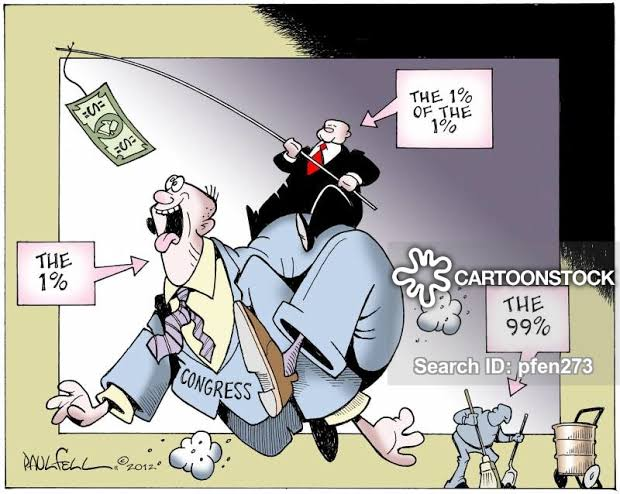 THE 1%
OF THE
1%
THE
1%
CARTOONSTOCK
THE
99%
Search ID: pfen273
CONGRESS
PAUL FELL © 2012